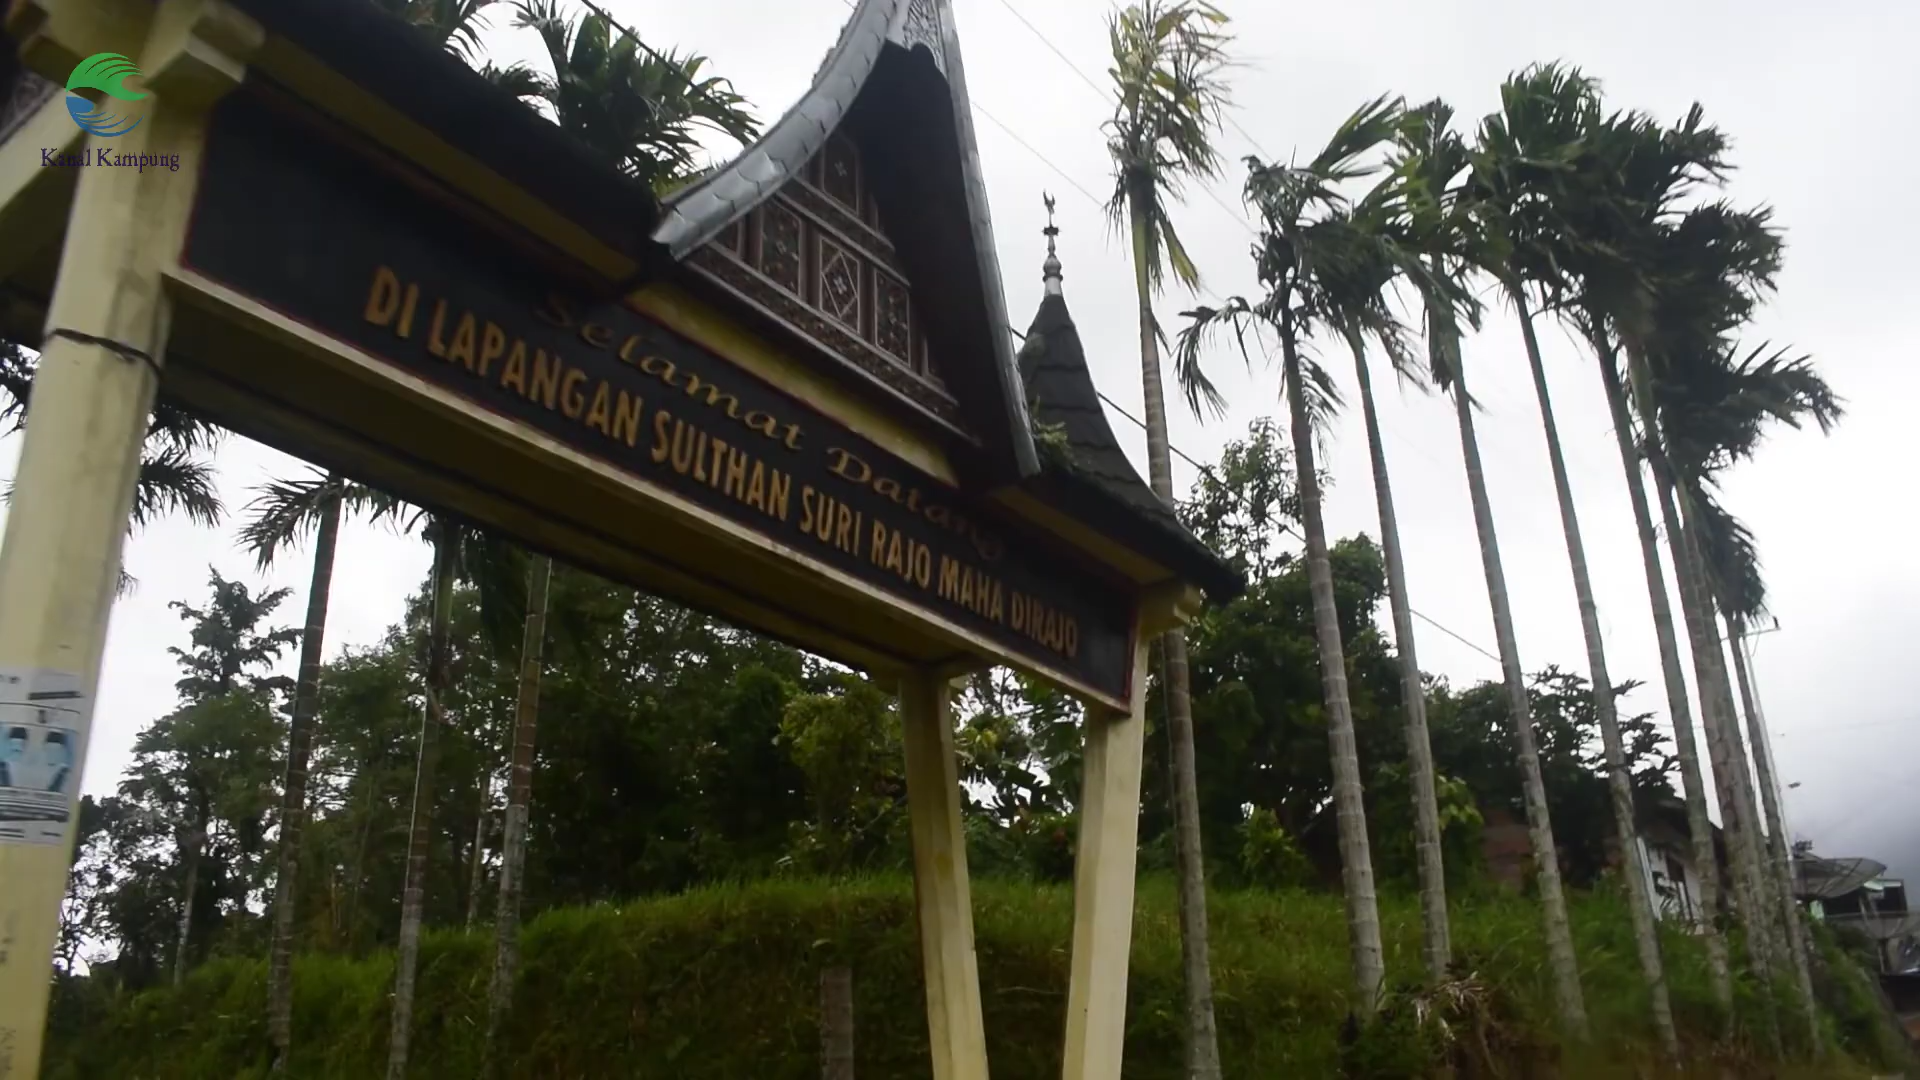 Kanal Kampung
Selamat Datang
DI LAPANGAN SULTHAN SURI RAJO MAHA DIRAJO